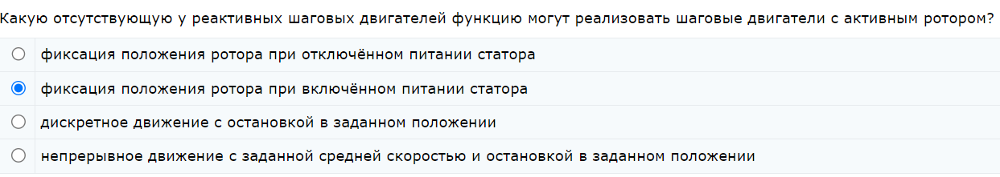 Какую отсутствующую у реактивных шаговых двигателей функцию могут реализовать шаговые двигатели с активным ротором?
фиксация положения ротора при отключённом питании статора
фиксация положения ротора при включённом питании статора
дискретное движение с остановкой в заданном положении
непрерывное движение с заданной средней скоростью и остановкой в заданном положении